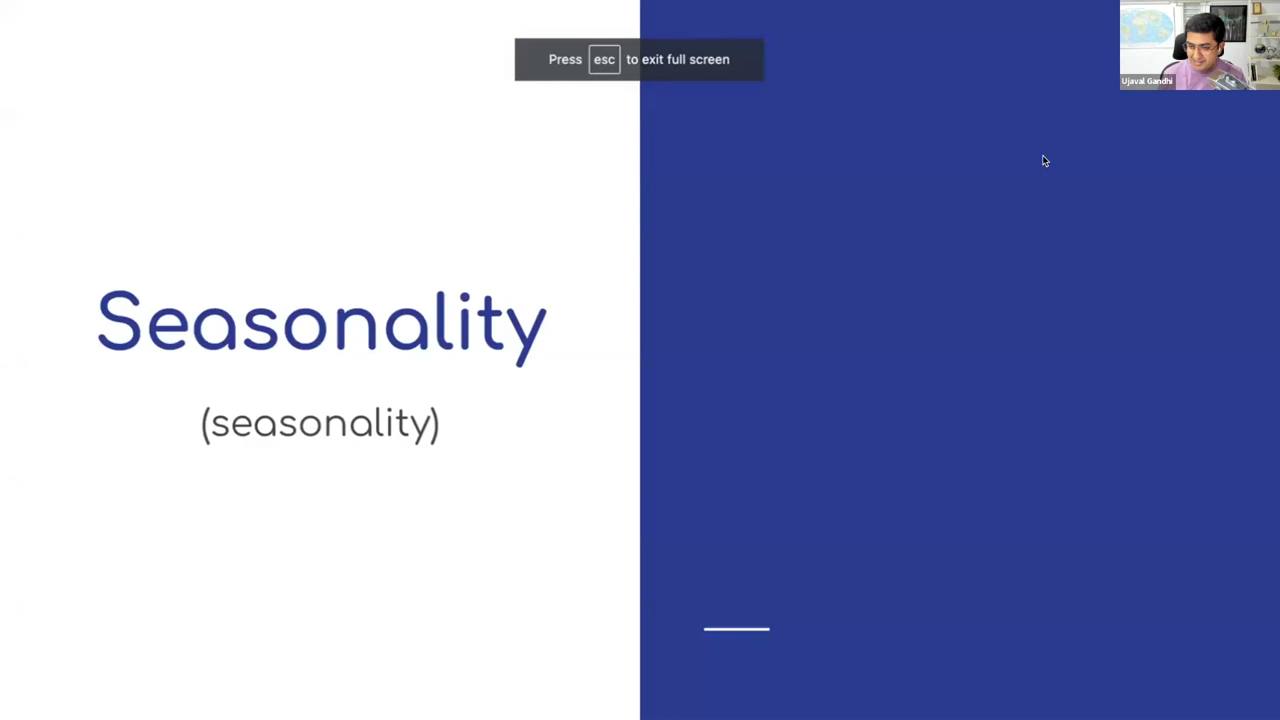 Press esc to exit full screen
Ujaval Gandhi
Seasonality
(seasonality)